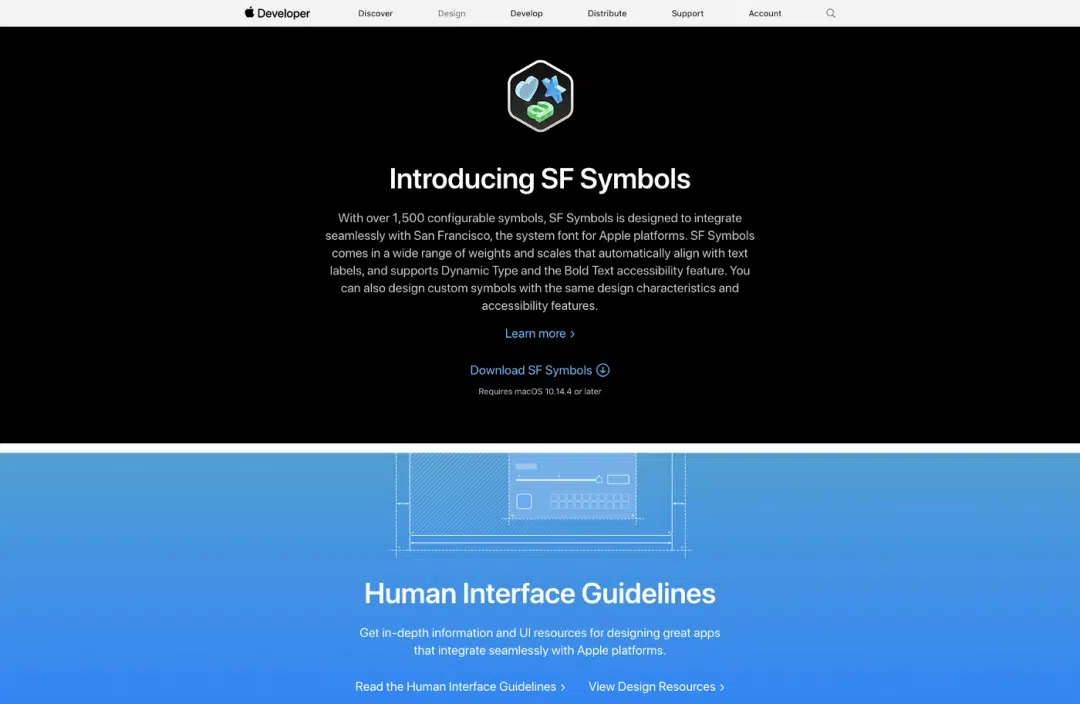 Developer
Discover
Design
Develop
Distribute
Support
Account
Introducing SF Symbols
With over 1,500 configurable symbols, SF Symbols is designed to integrate
seamlessly with San Francisco, the system font for Apple platforms. SF Symbols
comes in a wide range of weights and scales that automatically align with text
labels, and supports Dynamic Type and the Bold Text accessibility feature. You
can also design custom symbols with the same design characteristics and
accessibility features.
Learn more ›
Download SF Symbols
Requires macOS 10.14.4 or later
Human Interface Guidelines
Get in-depth information and UI resources for designing great apps
that integrate seamlessly with Apple platforms.
Read the Human Interface Guidelines ›
View Design Resources ›